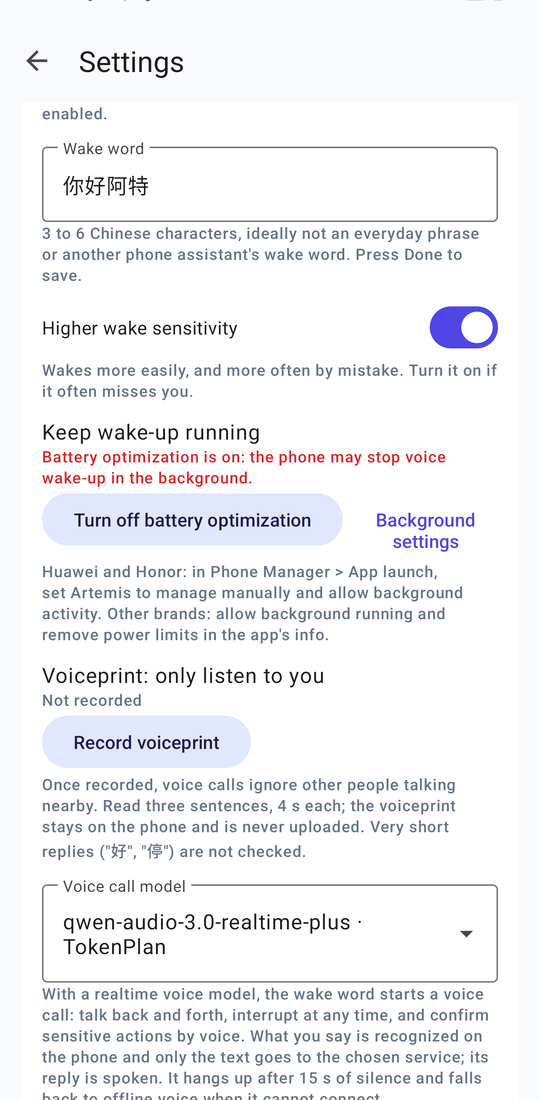 Settings
enabled.
Wake word
你好阿特
3 to 6 Chinese characters, ideally not an everyday phrase
or another phone assistant's wake word. Press Done to
save.
Higher wake sensitivity
Wakes more easily, and more often by mistake. Turn it on if
it often misses you.
Keep wake-up running
Battery optimization is on: the phone may stop voice
wake-up in the background.
Turn off battery optimization
Background
settings
Huawei and Honor: in Phone Manager > App launch,
set Artemis to manage manually and allow background
activity. Other brands: allow background running and
remove power limits in the app's info.
Voiceprint: only listen to you
Not recorded
Record voiceprint
Once recorded, voice calls ignore other people talking
nearby. Read three sentences, 4 s each; the voiceprint
stays on the phone and is never uploaded. Very short
replies ("好", "停") are not checked.
Voice call model
qwen-audio-3.0-realtime-plus ·
TokenPlan
With a realtime voice model, the wake word starts a voice
call: talk back and forth, interrupt at any time, and confirm
sensitive actions by voice. What you say is recognized on
the phone and only the text goes to the chosen service; its
reply is spoken. It hangs up after 15 s of silence and falls
back to offline voice when it cannot connect.